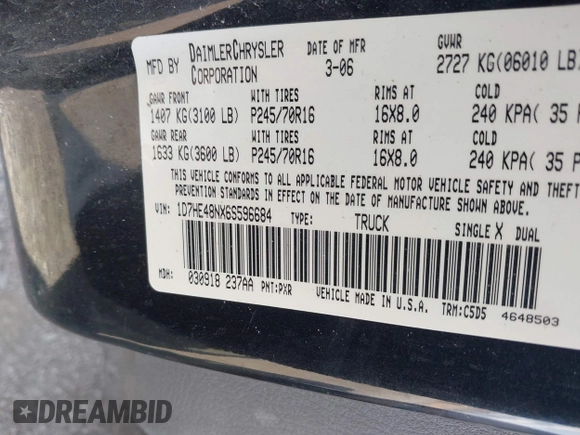 MFD BY DAIMLERCHRYSLER CORPORATION DATE OF MFR 3-06 GVWR 2727 KG(06010 LB)
GAWR FRONT WITH TIRES RIMS AT COLD
1407 KG(3100 LB) P245/70R16 16X8.0 240 KPA( 35 P
GAWR REAR WITH TIRES RIMS AT COLD
1633 KG(3600 LB) P245/70R16 16X8.0 240 KPA( 35 P
THIS VEHICLE CONFORMS TO ALL APPLICABLE FEDERAL MOTOR VEHICLE SAFETY AND THEFT
PREVENTION STANDARDS IN EFFECT ON THE DATE OF MANUFACTURE SHOWN ABOVE.
VIN: 1D7HE48NX6S596684 TYPE: TRUCK SINGLE X DUAL
MDH: 030918 237AA PNT:PXR VEHICLE MADE IN U.S.A. TRM:C5D5 4648503
DREAMBID